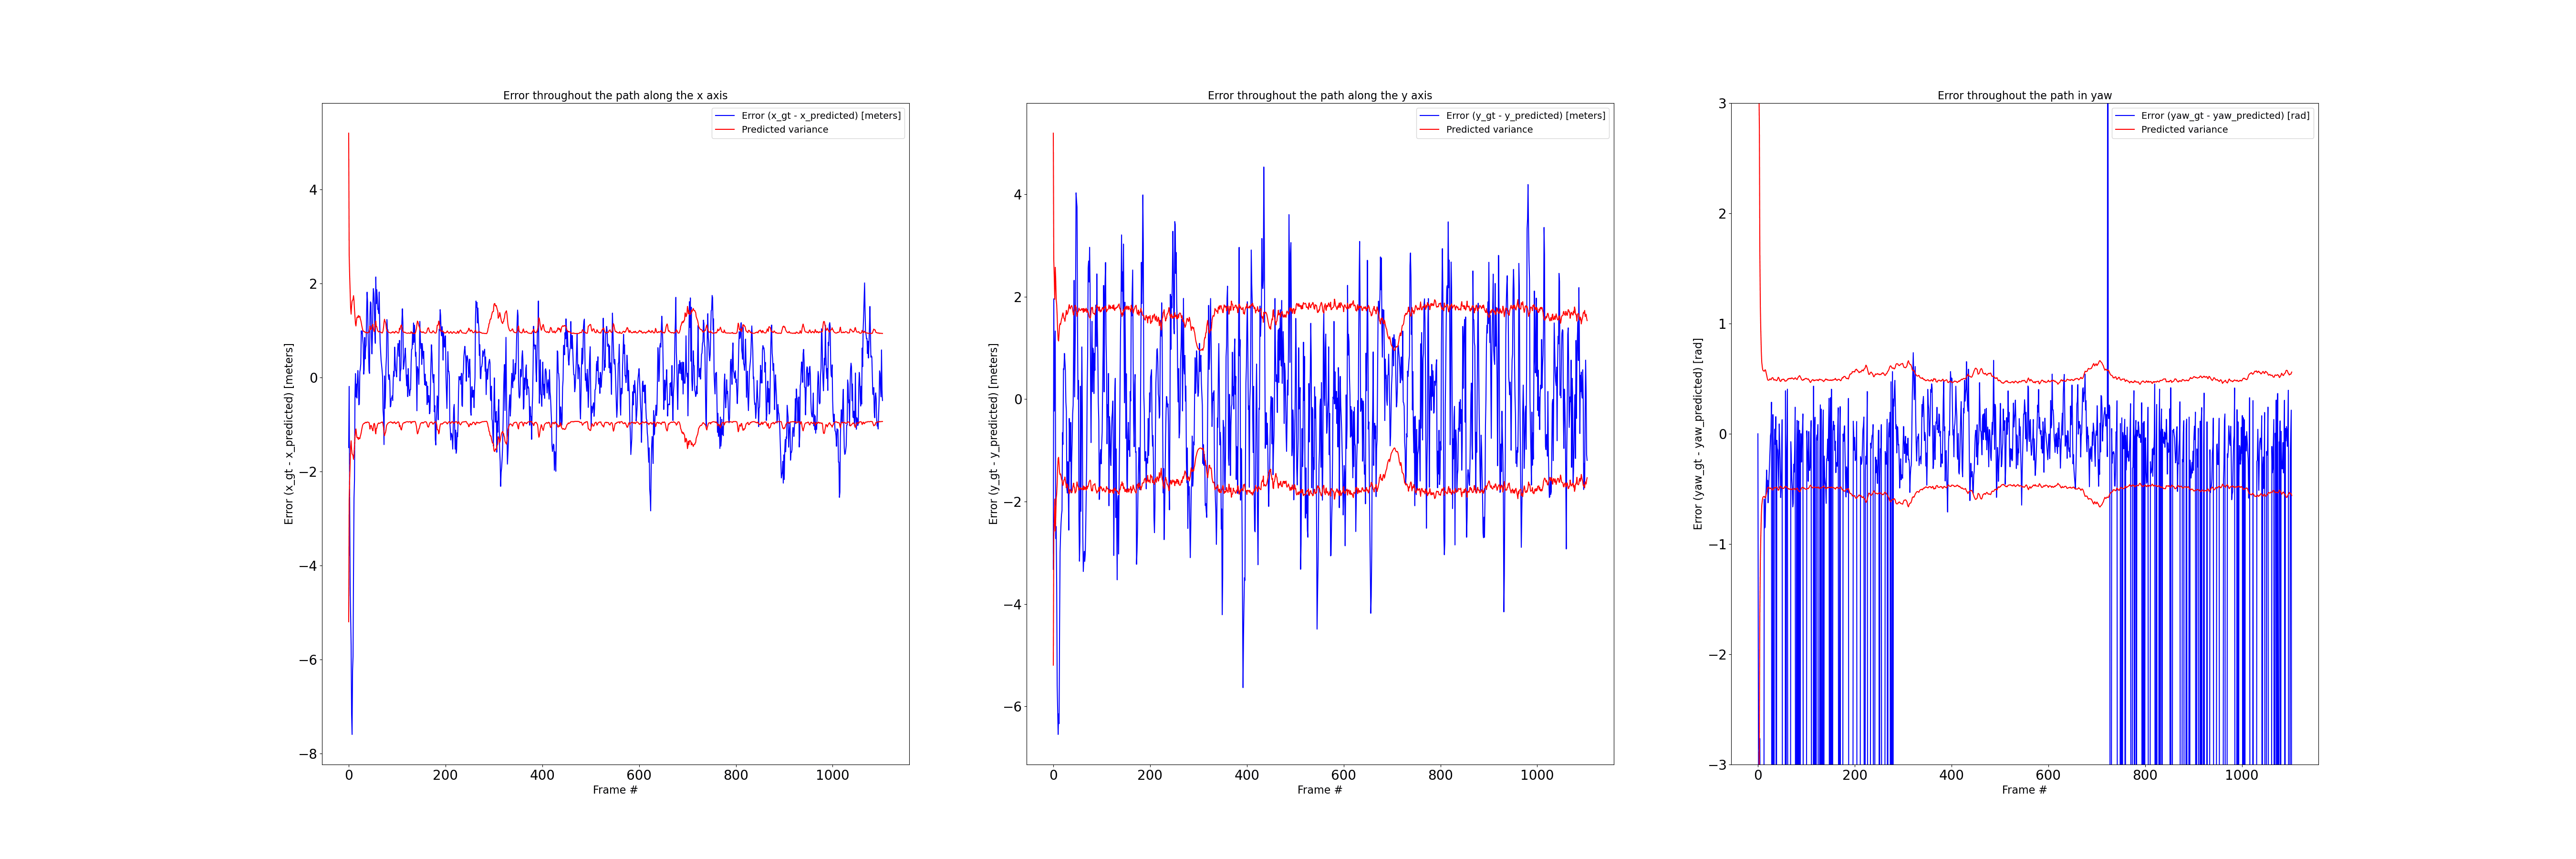 Error throughout the path along the x axis
Error (x_gt - x_predicted) [meters]
Predicted variance
4
2
0
−2
−4
−6
−8
Error (x_gt - x_predicted) [meters]
0 200 400 600 800 1000
Frame #
Error throughout the path along the y axis
Error (y_gt - y_predicted) [meters]
Predicted variance
4
2
0
−2
−4
−6
Error (y_gt - y_predicted) [meters]
0 200 400 600 800 1000
Frame #
Error throughout the path in yaw
Error (yaw_gt - yaw_predicted) [rad]
Predicted variance
3
2
1
0
−1
−2
−3
Error (yaw_gt - yaw_predicted) [rad]
0 200 400 600 800 1000
Frame #